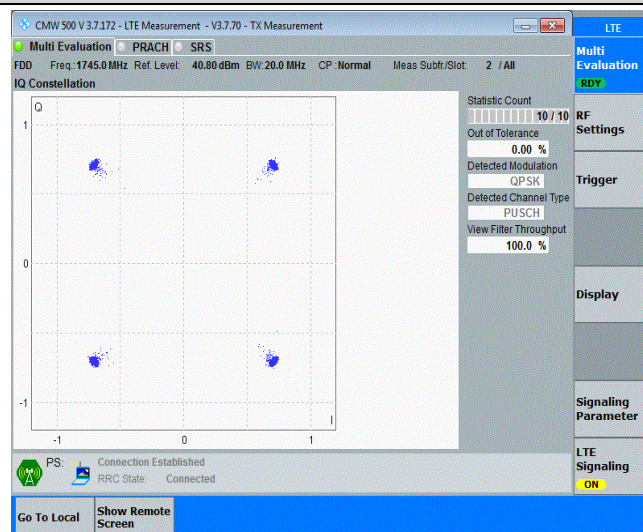 CMW 500 V 3.7.172 - LTE Measurement - V3.7.70 - TX Measurement
LTE
Multi Evaluation PRACH SRS
Multi
Evaluation
RDY
FDD Freq.:1745.0 MHz Ref. Level: 40.80 dBm BW:20.0 MHz CP :Normal Meas Subfr./Slot: 2 / All
IQ Constellation
Q
1
0
-1
-1
0
1
I
Statistic Count
10 / 10
Out of Tolerance
0.00 %
Detected Modulation
QPSK
Detected Channel Type
PUSCH
View Filter Throughput
100.0 %
RF
Settings
Trigger
Display
Signaling
Parameter
LTE
Signaling
ON
PS: Connection Established
RRC State: Connected
Go To Local
Show Remote
Screen